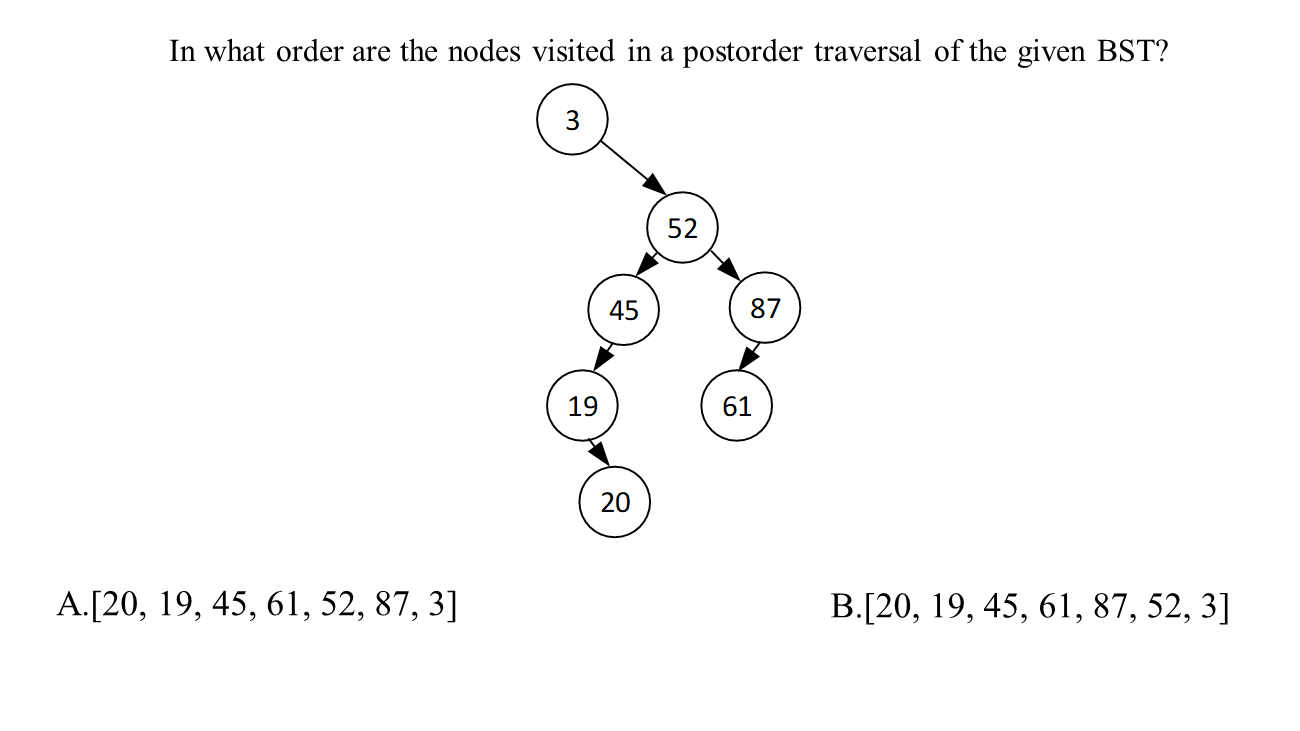 In what order are the nodes visited in a postorder traversal of the given BST?
3
52
45
87
19
61
20
A.[20, 19, 45, 61, 52, 87, 3]
B.[20, 19, 45, 61, 87, 52, 3]